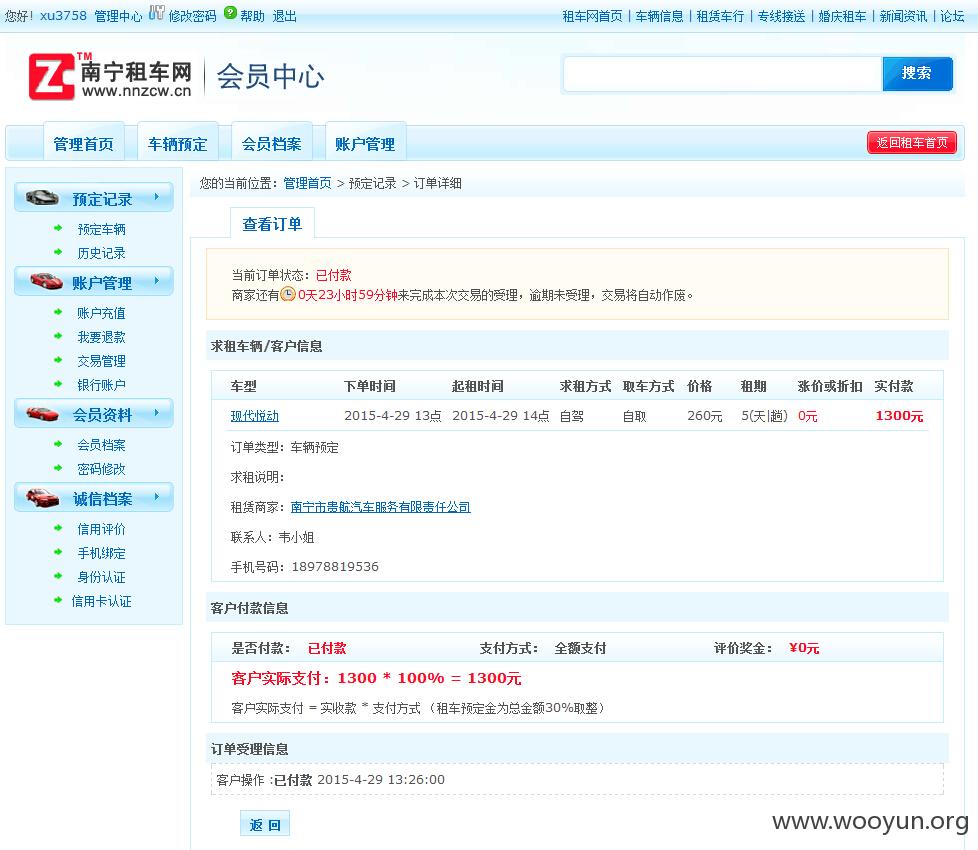 您好! xu3758 管理中心 修改密码 帮助 退出
租车网首页 | 车辆信息 | 租赁车行 | 专线接送 | 婚庆租车 | 新闻资讯 | 论坛
Z TM 南宁租车网 会员中心
www.nnzcw.cn
搜索
管理首页 车辆预定 会员档案 账户管理
返回租车首页
预定记录
预定车辆
历史记录
账户管理
账户充值
我要退款
交易管理
银行账户
会员资料
会员档案
密码修改
诚信档案
信用评价
手机绑定
身份认证
信用卡认证
您的当前位置：管理首页 > 预定记录 > 订单详细
查看订单
当前订单状态：已付款
商家还有0天23小时59分钟来完成本次交易的受理，逾期未受理，交易将自动作废。
求租车辆/客户信息
车型 下单时间 起租时间 求租方式 取车方式 价格 租期 涨价或折扣 实付款
现代悦动 2015-4-29 13点 2015-4-29 14点 自驾 自取 260元 5(天|趟) 0元 1300元
订单类型：车辆预定
求租说明：
租赁商家：南宁市贵航汽车服务有限责任公司
联系人：韦小姐
手机号码：18978819536
客户付款信息
是否付款： 已付款 支付方式： 全额支付 评价奖金： ¥0元
客户实际支付：1300 * 100% = 1300元
客户实际支付 = 实收款 * 支付方式 （租车预定金为总金额30%取整）
订单受理信息
客户操作 :已付款 2015-4-29 13:26:00
返 回
www.wooyun.org